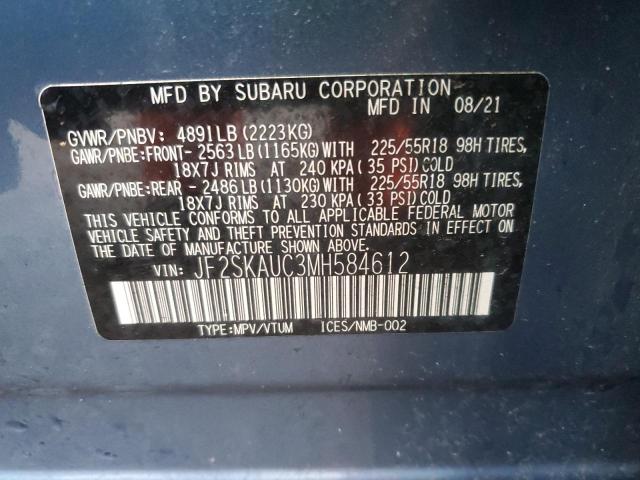 MFD BY SUBARU CORPORATION
MFD IN 08/21
GVWR/PNBV: 4891LB(2223KG)
GAWR/PNBE:FRONT- 2563LB(1165KG)WITH 225/55R18 98H TIRES,
18X7J RIMS AT 240 KPA(35 PSI)COLD
GAWR/PNBE:REAR - 2486LB(1130KG)WITH 225/55R18 98H TIRES,
18X7J RIMS AT 230 KPA(33 PSI)COLD
THIS VEHICLE CONFORMS TO ALL APPLICABLE FEDERAL MOTOR
VEHICLE SAFETY AND THEFT PREVENTION STANDARDS IN EFFECT ON
THE DATE OF MANUFACTURE SHOWN ABOVE.
VIN: JF2SKAUC3MH584612
TYPE:MPV/VTUM ICES/NMB-002